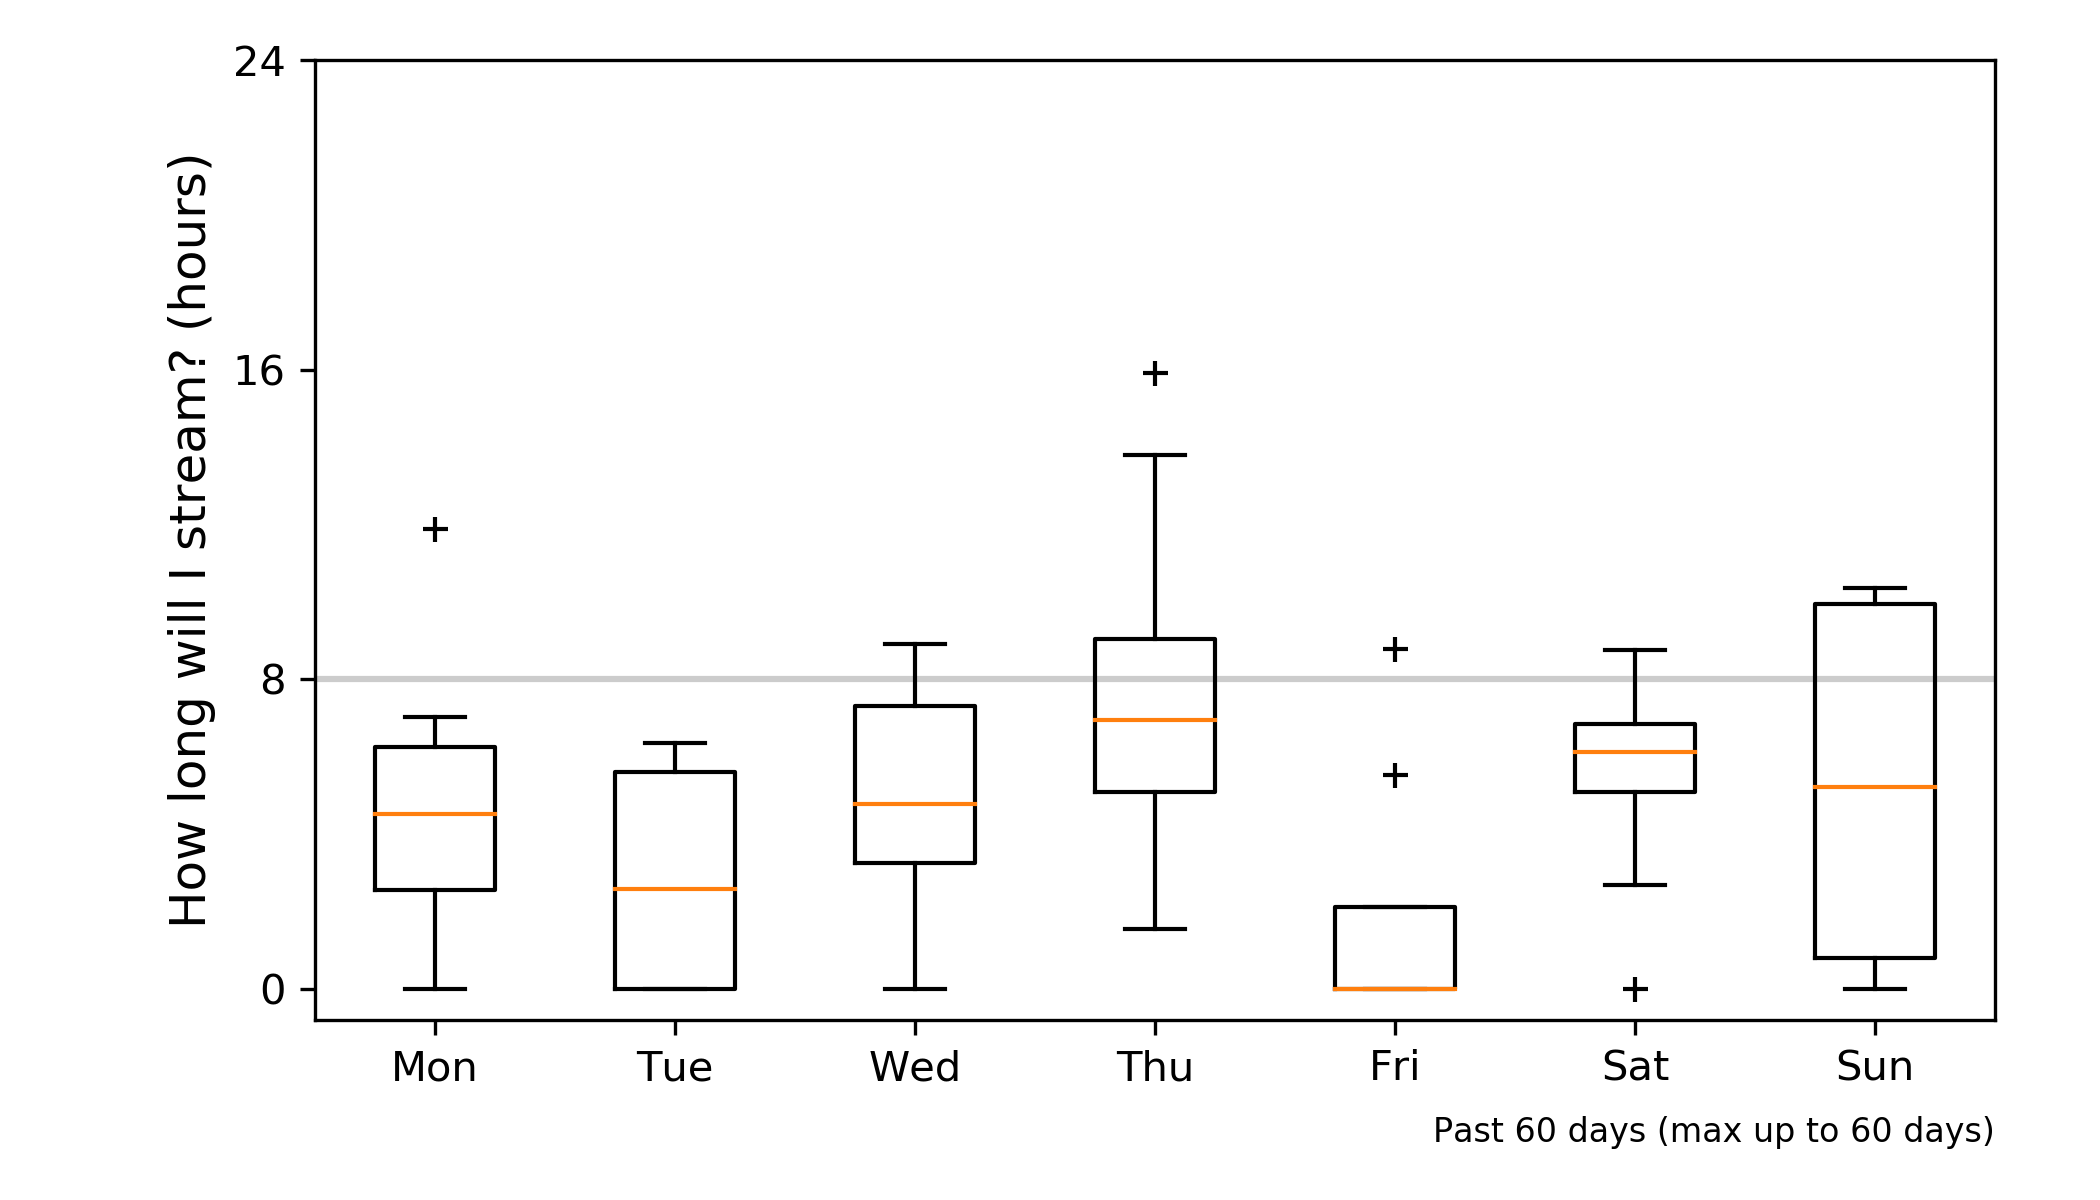 How long will I stream? (hours)
24
16
8
0
Mon Tue Wed Thu Fri Sat Sun
Past 60 days (max up to 60 days)